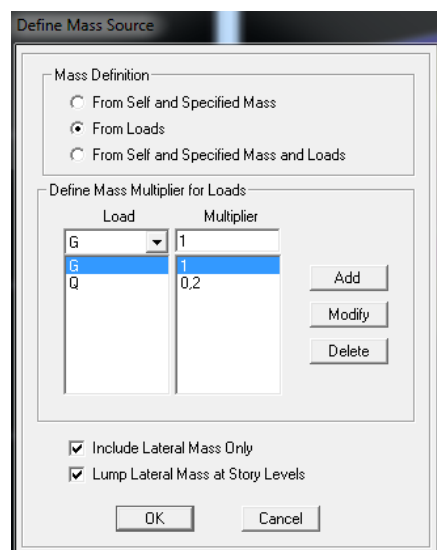 Define Mass Source
Mass Definition
From Self and Specified Mass
From Loads
From Self and Specified Mass and Loads
Define Mass Multiplier for Loads
Load Multiplier
G 1
G 1
Q 0,2
Add
Modify
Delete
Include Lateral Mass Only
Lump Lateral Mass at Story Levels
OK Cancel